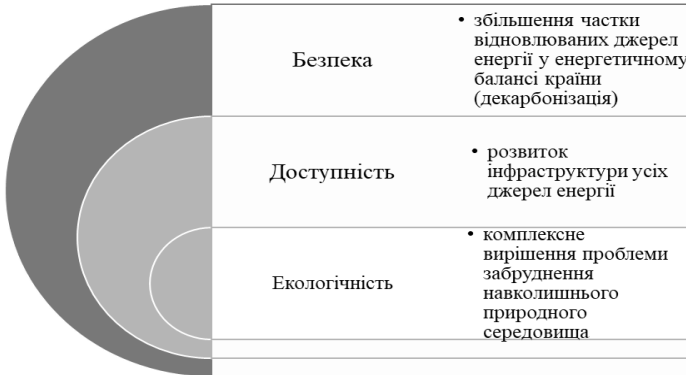 Безпека
• збільшення частки
відновлюваних джерел
енергії у енергетичному
балансі країни
(декарбонізація)
Доступність
• розвиток
інфраструктури усіх
джерел енергії
Екологічність
• комплексне
вирішення проблеми
забруднення
навколишнього
природного
середовища